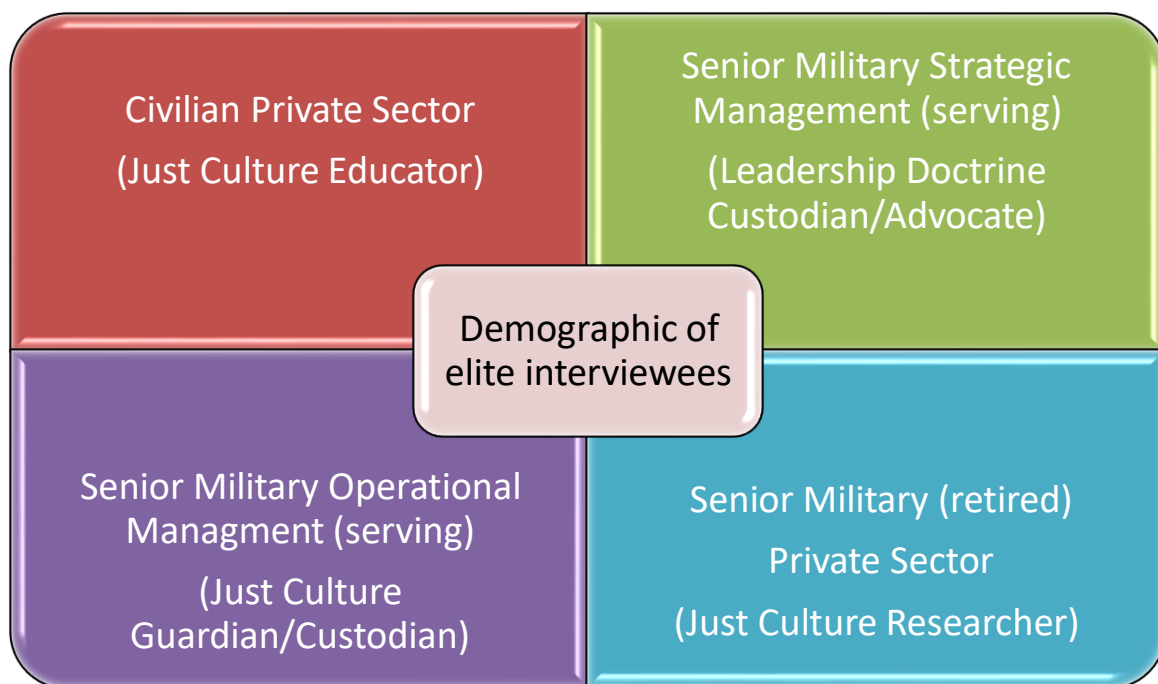 Civilian Private Sector
(Just Culture Educator)
Senior Military Strategic
Management (serving)
(Leadership Doctrine
Custodian/Advocate)
Demographic of
elite interviewees
Senior Military Operational
Managment (serving)
(Just Culture
Guardian/Custodian)
Senior Military (retired)
Private Sector
(Just Culture Researcher)